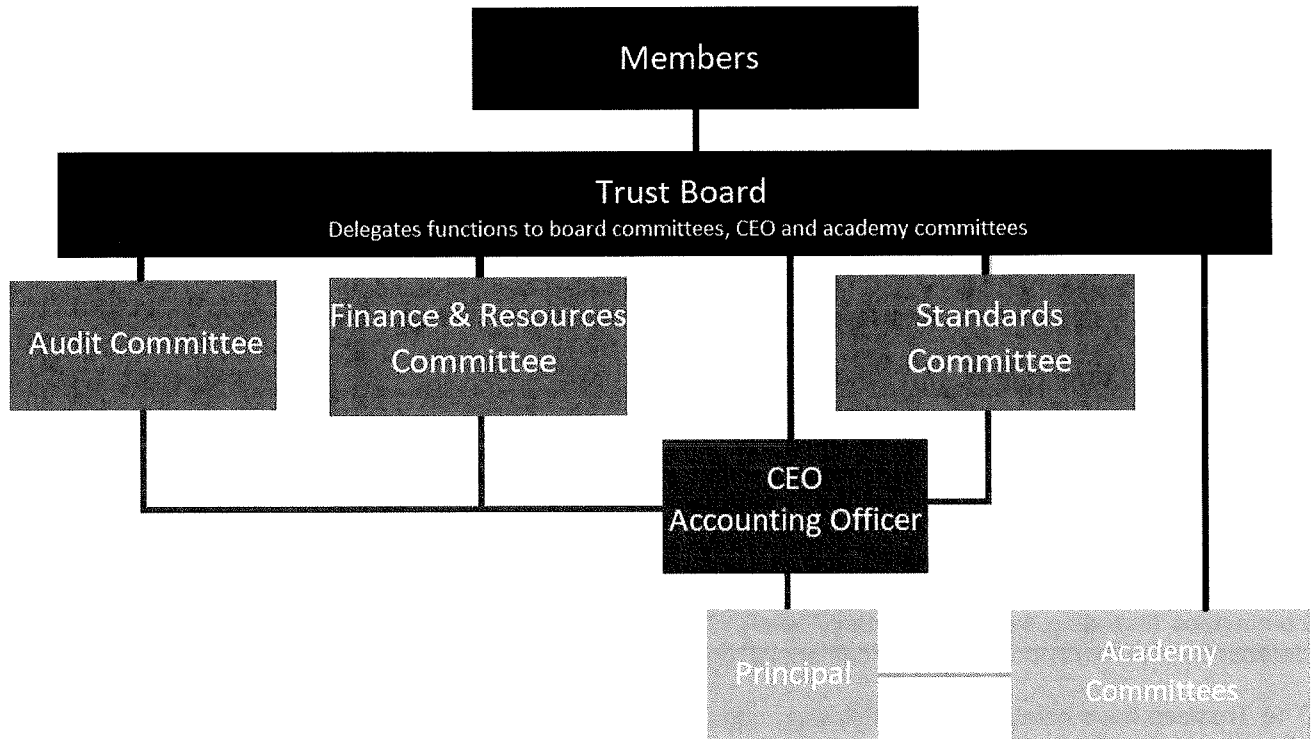 Members
Trust Board
Delegates functions to board committees, CEO and academy committees
Audit Committee
Finance & Resources
Committee
Standards
Committee
CEO
Accounting Officer
Principal
Academy
Committees